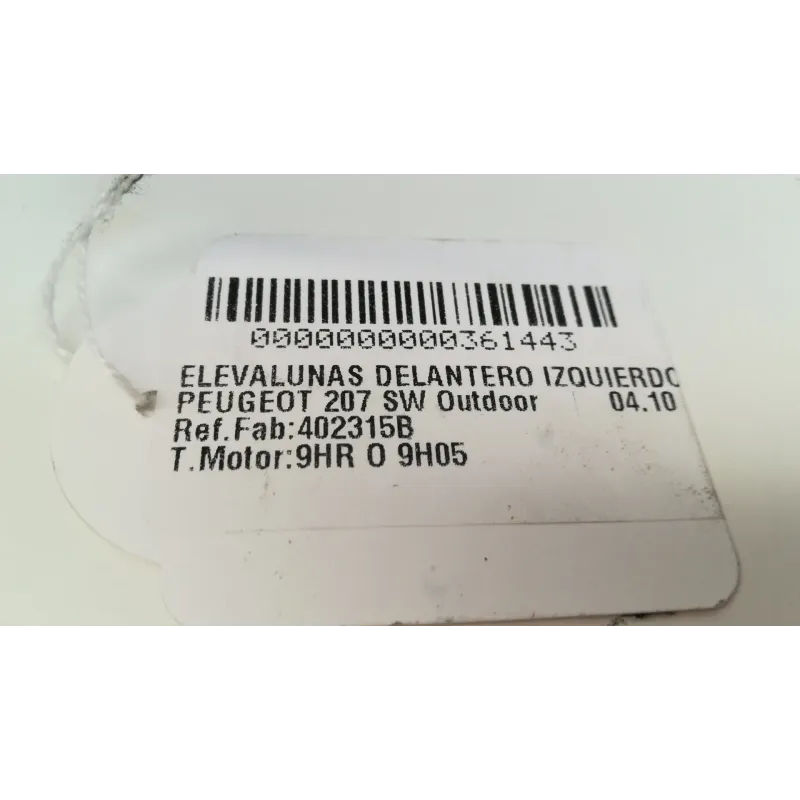 0000000000361443
ELEVALUNAS DELANTERO IZQUIERDO
PEUGEOT 207 SW Outdoor 04.10
Ref.Fab:402315B
T.Motor:9HR O 9H05